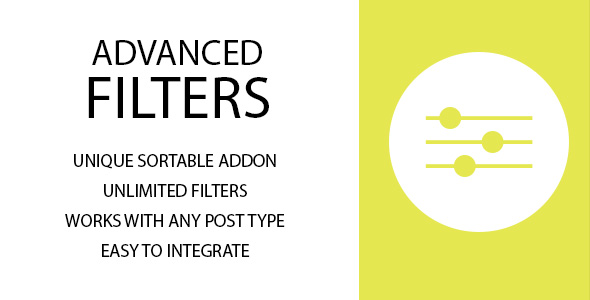 ADVANCED
FILTERS
UNIQUE SORTABLE ADDON
UNLIMITED FILTERS
WORKS WITH ANY POST TYPE
EASY TO INTEGRATE